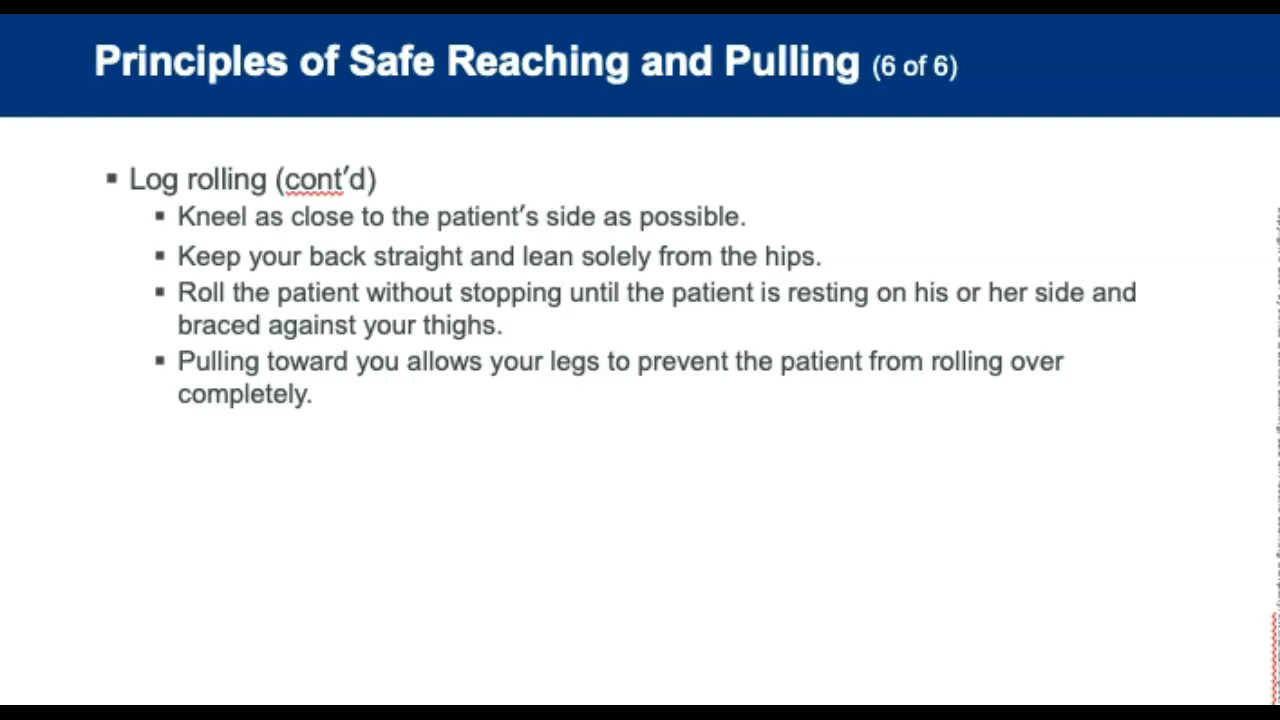 Principles of Safe Reaching and Pulling (6 of 6)
▪ Log rolling (cont’d)
▪ Kneel as close to the patient’s side as possible.
▪ Keep your back straight and lean solely from the hips.
▪ Roll the patient without stopping until the patient is resting on his or her side and
braced against your thighs.
▪ Pulling toward you allows your legs to prevent the patient from rolling over
completely.